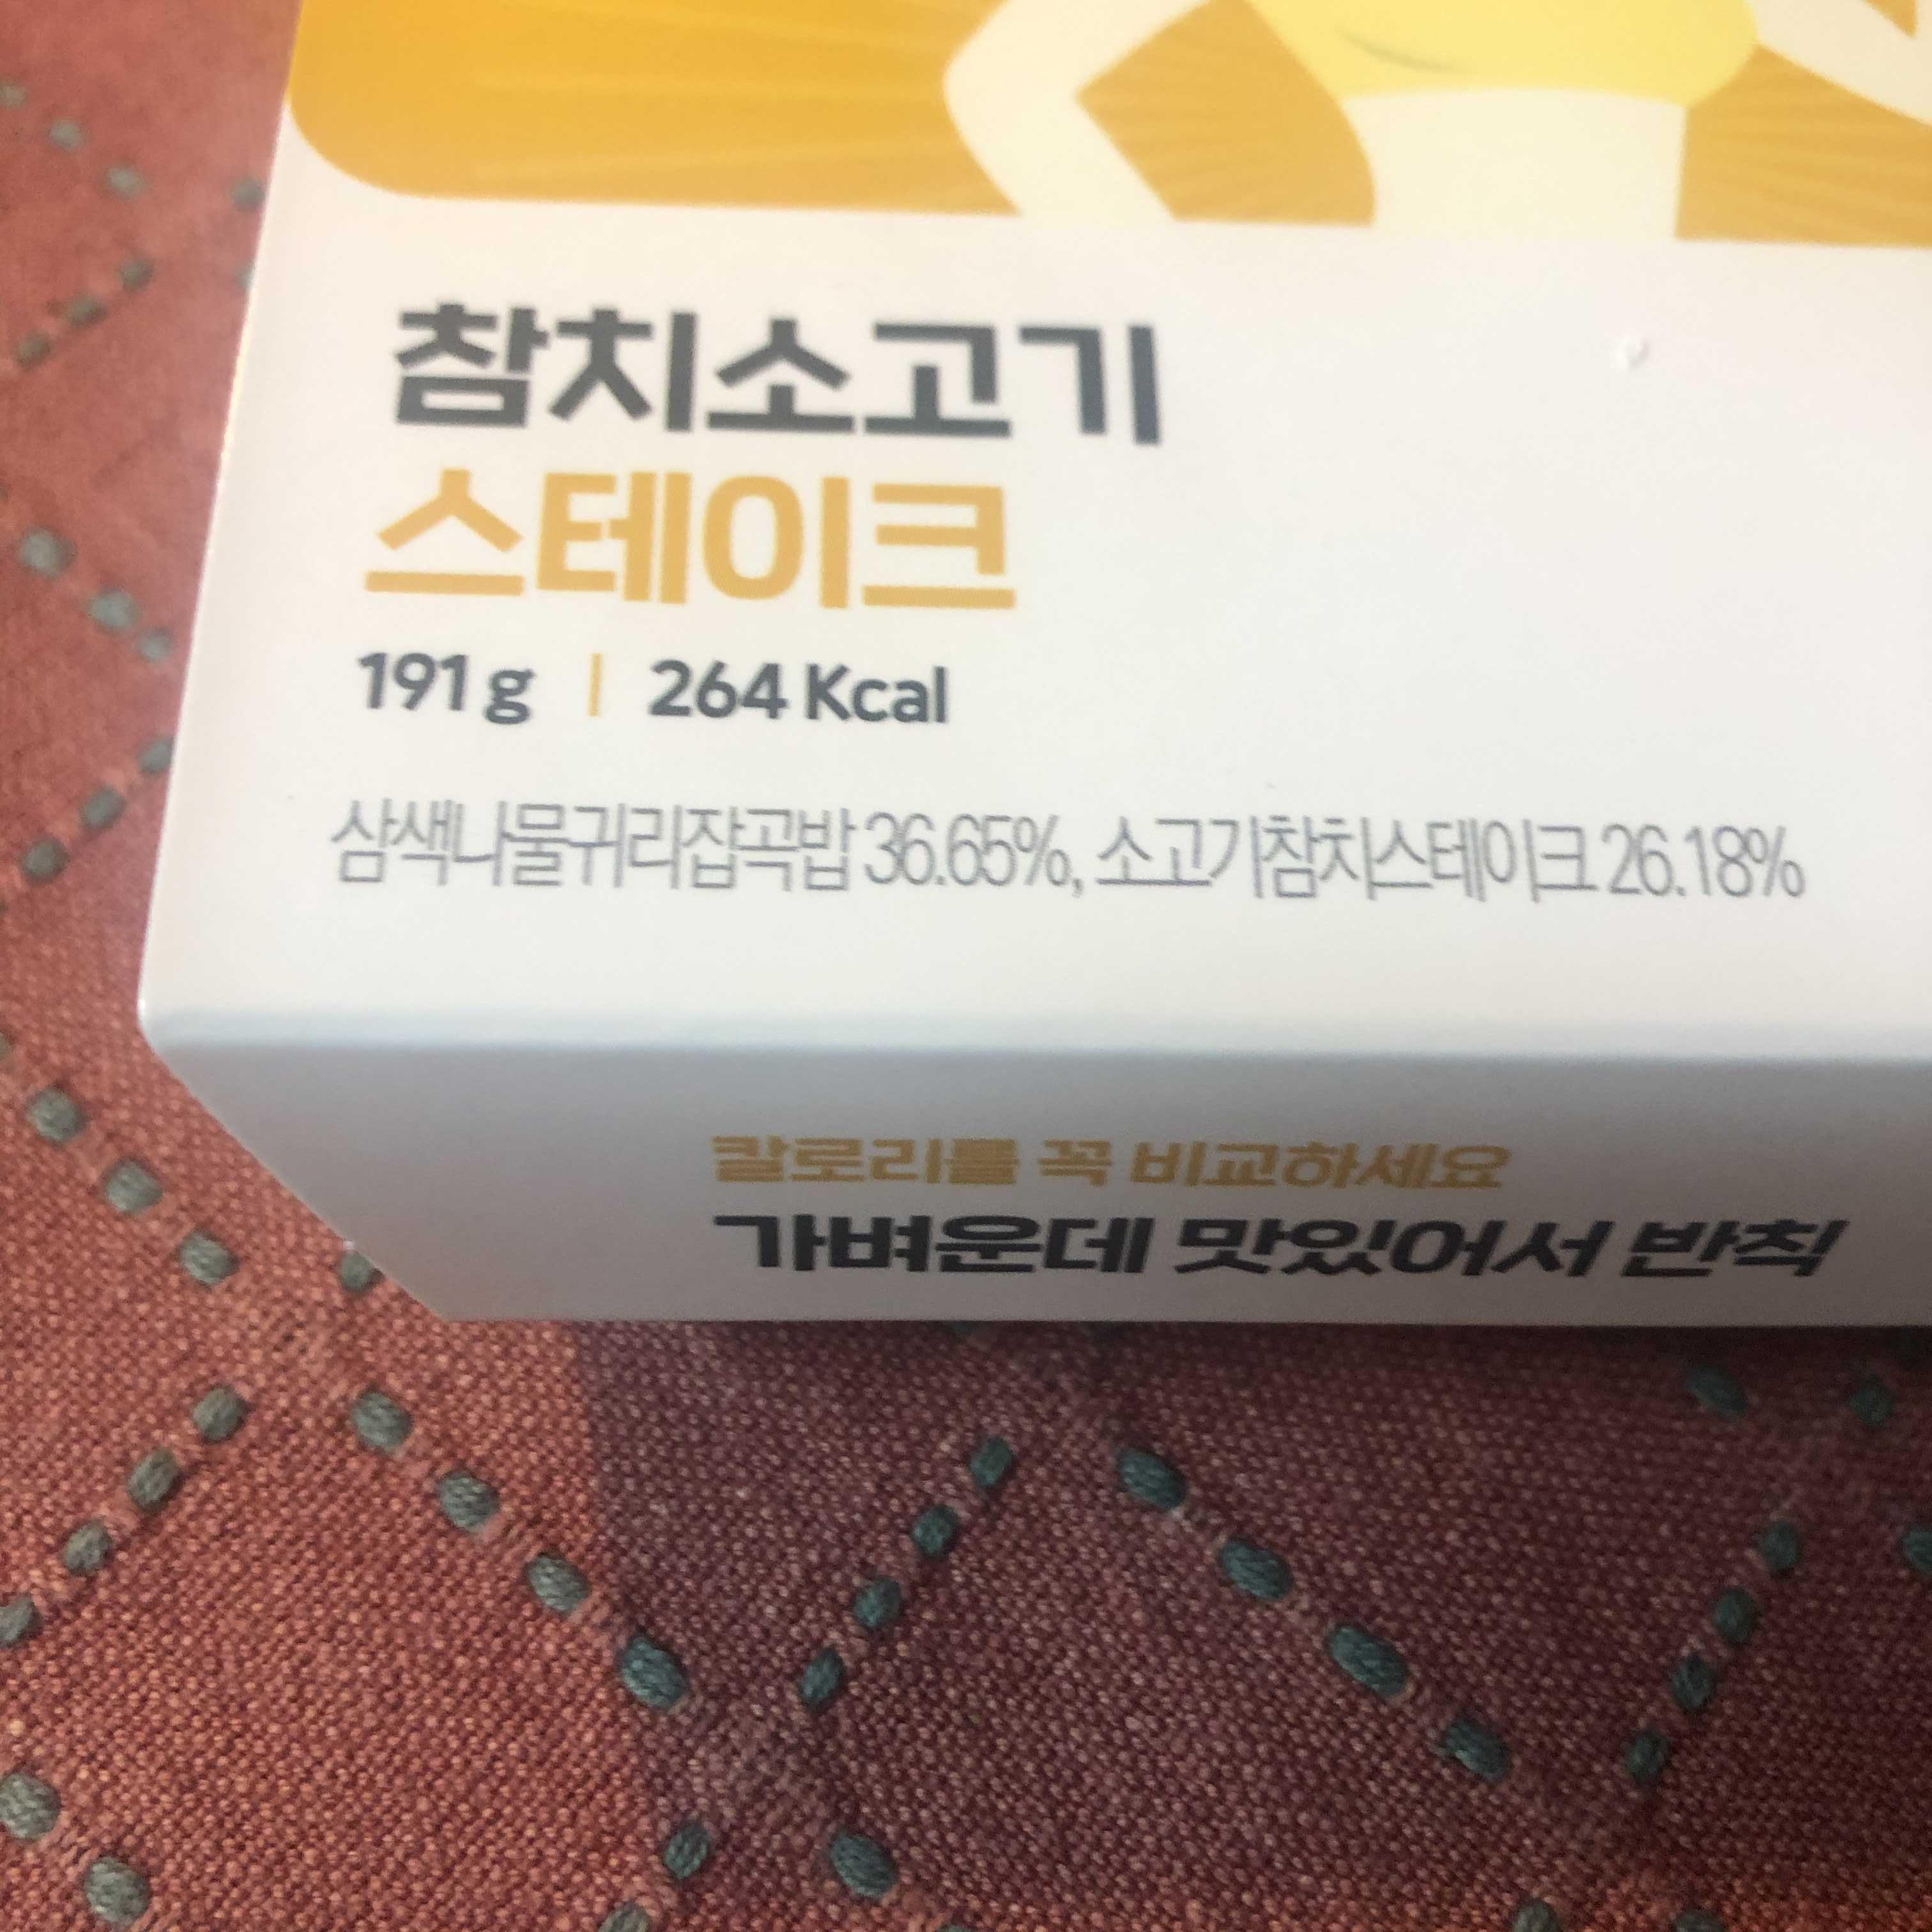 참치소고기
스테이크
191 g | 264 Kcal
삼색나물귀리잡곡밥 36.65%, 소고기참치스테이크 26.18%
칼로리를 꼭 비교하세요
가벼운데 맛있어서 반칙